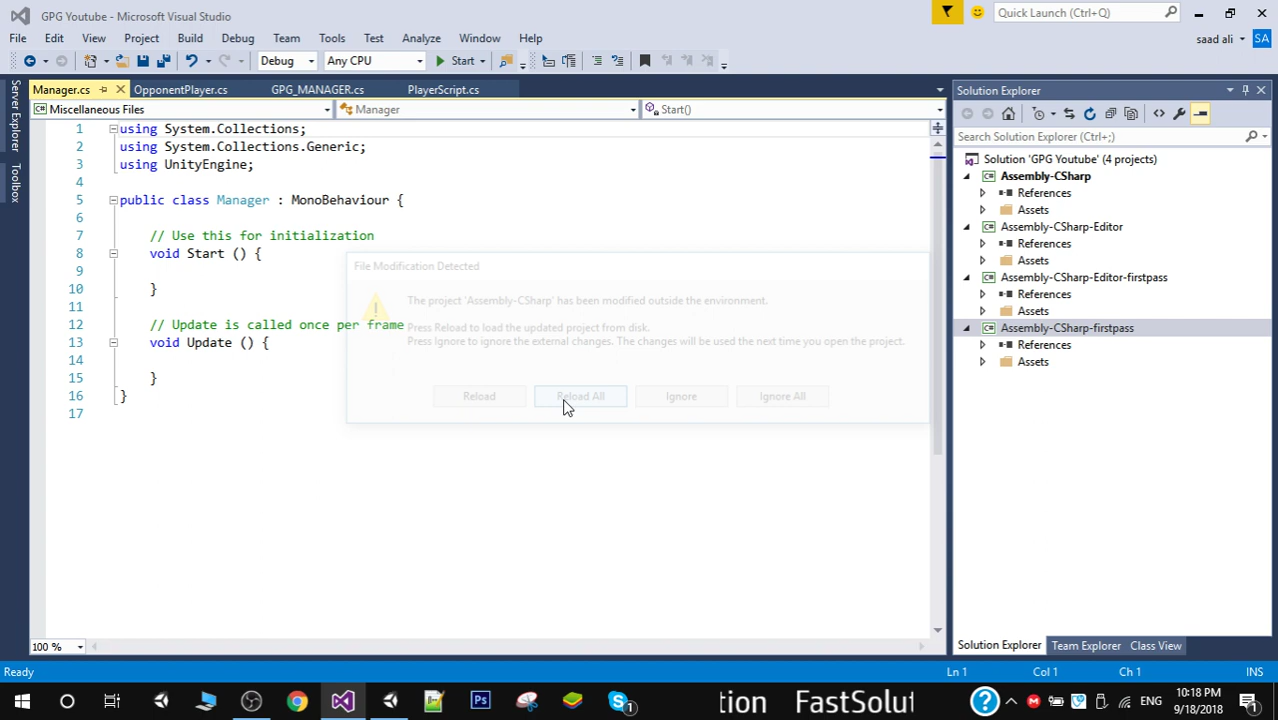 GPG Youtube - Microsoft Visual Studio
Quick Launch (Ctrl+Q)
File Edit View Project Build Debug Team Tools Test Analyze Window Help
saad ali SA
Debug Any CPU Start
Server Explorer
Toolbox
Manager.cs OpponentPlayer.cs GPG_MANAGER.cs PlayerScript.cs
Miscellaneous Files Manager Start()
1 using System.Collections;
2 using System.Collections.Generic;
3 using UnityEngine;
4
5 public class Manager : MonoBehaviour {
6
7 // Use this for initialization
8 void Start () {
9
10 }
11
12 // Update is called once per frame
13 void Update () {
14
15 }
16 }
17
File Modification Detected
The project 'Assembly-CSharp' has been modified outside the environment.
Press Reload to load the updated project from disk.
Press Ignore to ignore the external changes. The changes will be used the next time you open the project.
Reload Reload All Ignore Ignore All
Solution Explorer
Search Solution Explorer (Ctrl+;)
Solution 'GPG Youtube' (4 projects)
C# Assembly-CSharp
References
Assets
C# Assembly-CSharp-Editor
References
Assets
C# Assembly-CSharp-Editor-firstpass
References
Assets
C# Assembly-CSharp-firstpass
References
Assets
Solution Explorer Team Explorer Class View
100 %
Ready Ln 1 Col 1 Ch 1 INS
Ps 1 tion FastSolut ENG 10:18 PM 1
9/18/2018